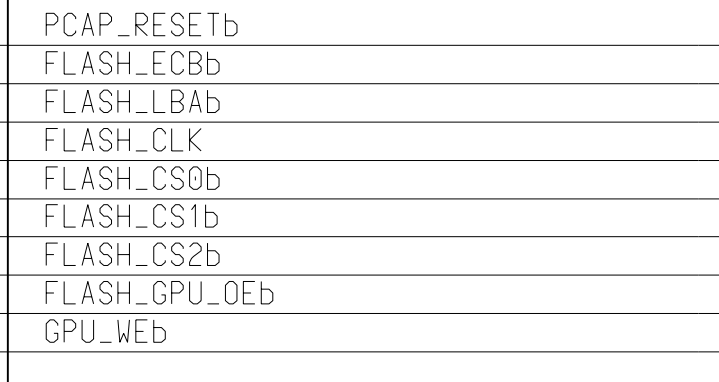 PCAP_RESETb
FLASH_ECBb
FLASH_LBAb
FLASH_CLK
FLASH_CS0b
FLASH_CS1b
FLASH_CS2b
FLASH_GPU_OEb
GPU_WEb